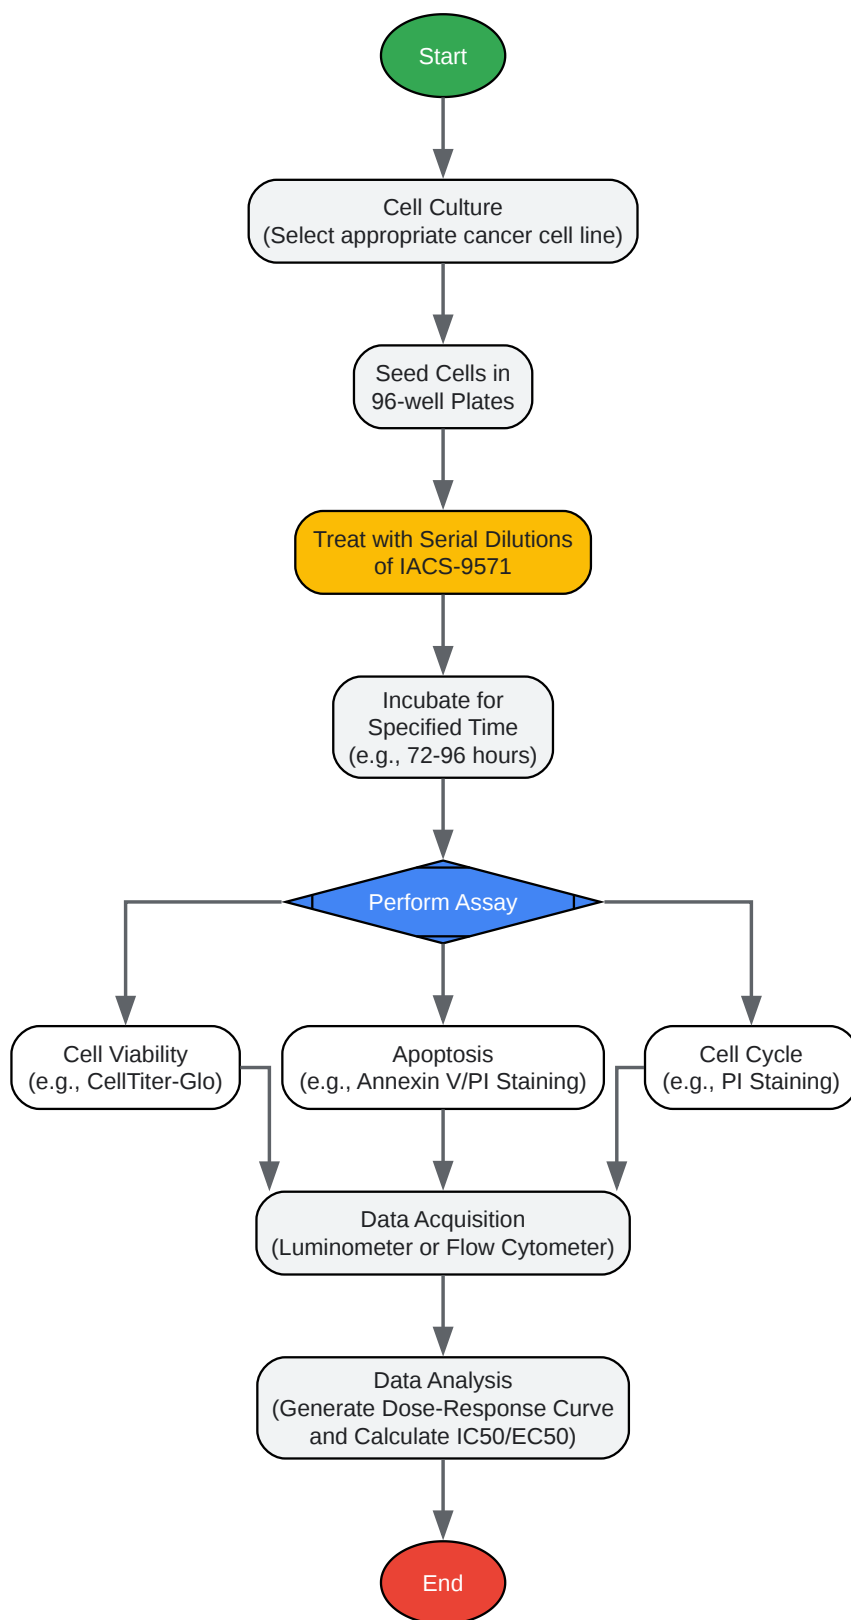 Start
Cell Culture
(Select appropriate cancer cell line)
Seed Cells in
96-well Plates
Treat with Serial Dilutions
of IACS-9571
Incubate for
Specified Time
(e.g., 72-96 hours)
Perform Assay
Cell Viability
(e.g., CellTiter-Glo)
Apoptosis
(e.g., Annexin V/PI Staining)
Cell Cycle
(e.g., PI Staining)
Data Acquisition
(Luminometer or Flow Cytometer)
Data Analysis
(Generate Dose-Response Curve
and Calculate IC50/EC50)
End